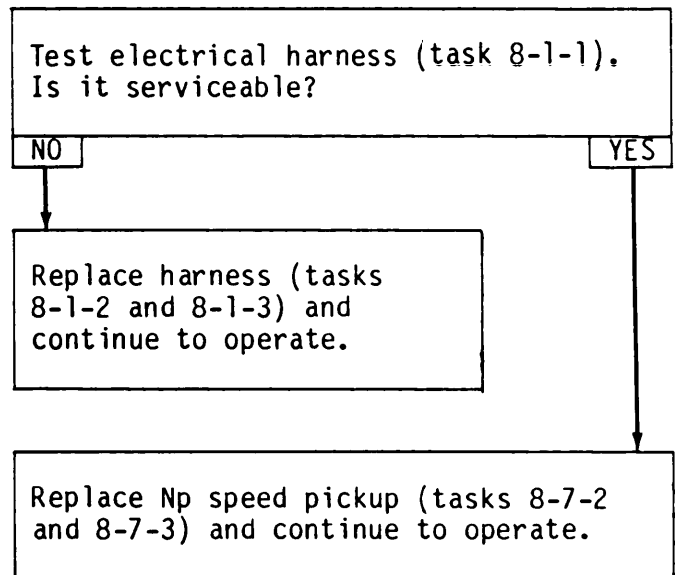 Test electrical harness (task 8-1-1).
Is it serviceable?
NO
YES
Replace harness (tasks
8-1-2 and 8-1-3) and
continue to operate.
Replace Np speed pickup (tasks 8-7-2
and 8-7-3) and continue to operate.